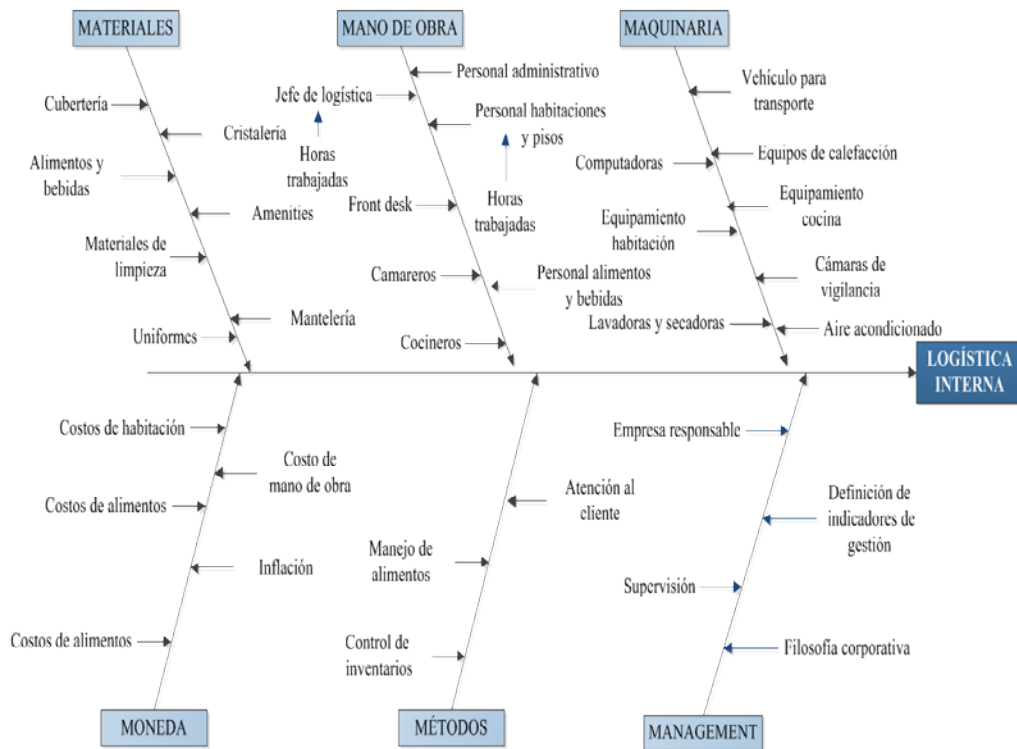 MATERIALES
MANO DE OBRA
MAQUINARIA
Cubertería
Cristalería
Alimentos y
bebidas
Amenities
Materiales de
limpieza
Mantelería
Uniformes
Personal administrativo
Jefe de logística
Horas
trabajadas
Personal habitaciones
y pisos
Horas
trabajadas
Front desk
Camareros
Personal alimentos
y bebidas
Cocineros
Vehículo para
transporte
Equipos de calefacción
Computadoras
Equipamiento
cocina
Equipamiento
habitación
Cámaras de
vigilancia
Lavadoras y secadoras
Aire acondicionado
LOGÍSTICA
INTERNA
Costos de habitación
Costo de
mano de obra
Costos de alimentos
Inflación
Costos de alimentos
Atención al
cliente
Manejo de
alimentos
Control de
inventarios
Empresa responsable
Definición de
indicadores de
gestión
Supervisión
Filosofía corporativa
MONEDA
MÉTODOS
MANAGEMENT